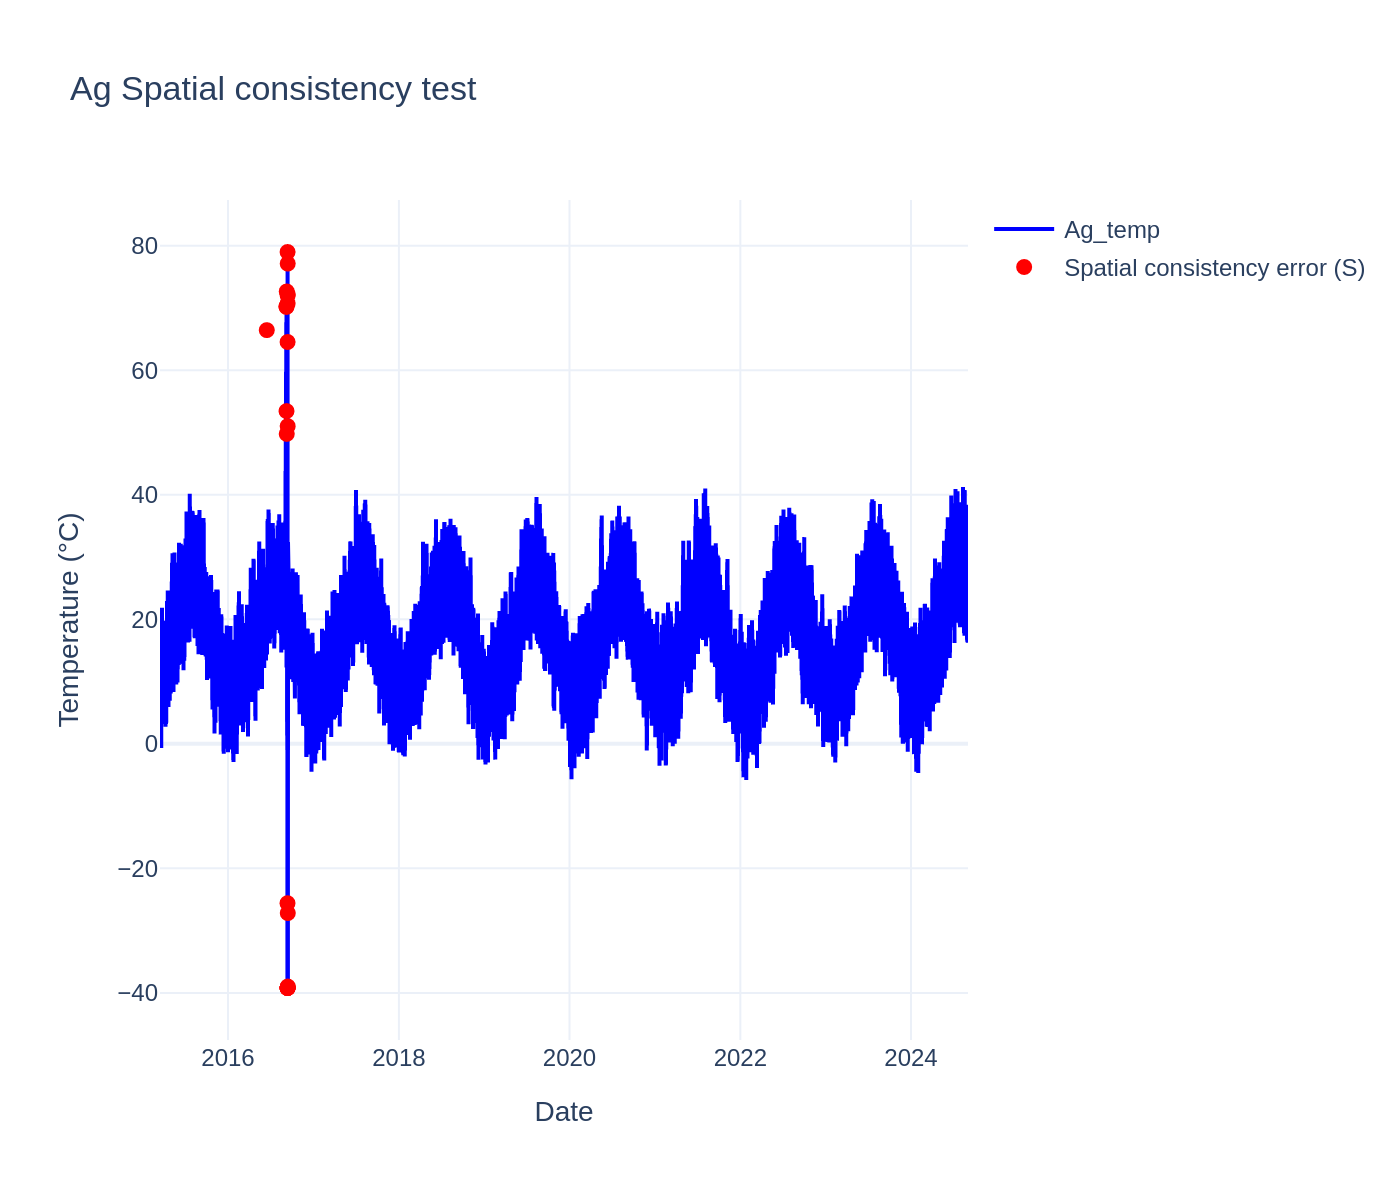 Ag Spatial consistency test
Ag_temp
Spatial consistency error (S)
80
60
40
20
0
−20
−40
Temperature (°C)
2016
2018
2020
2022
2024
Date